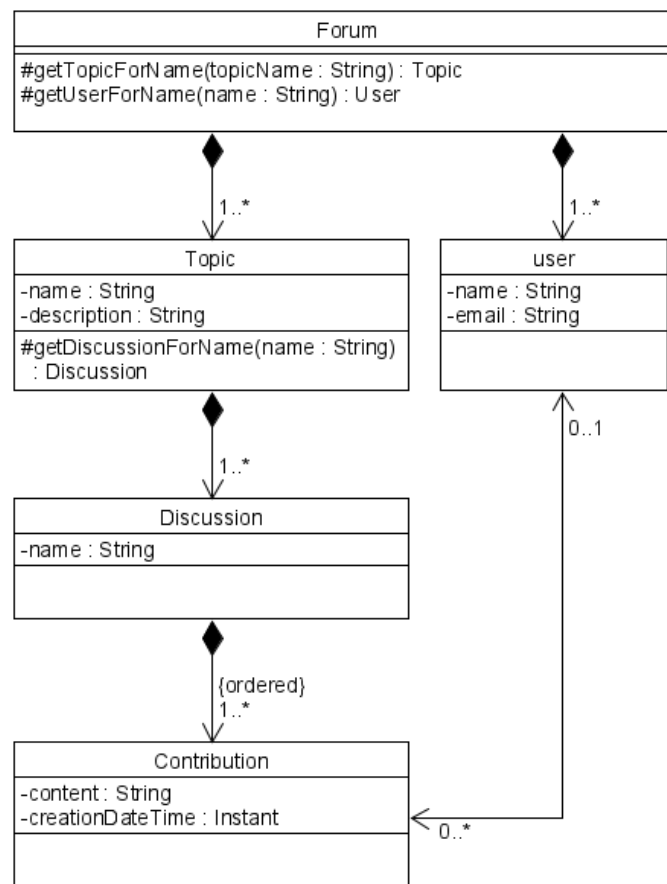 Forum
#getTopicForName(topicName : String) : Topic
#getUserForName(name : String) : User
1..*
1..*
Topic
-name : String
-description : String
#getDiscussionForName(name : String)
: Discussion
user
-name : String
-email : String
0..1
1..*
Discussion
-name : String
{ordered}
1..*
Contribution
-content : String
-creationDateTime : Instant
0..*